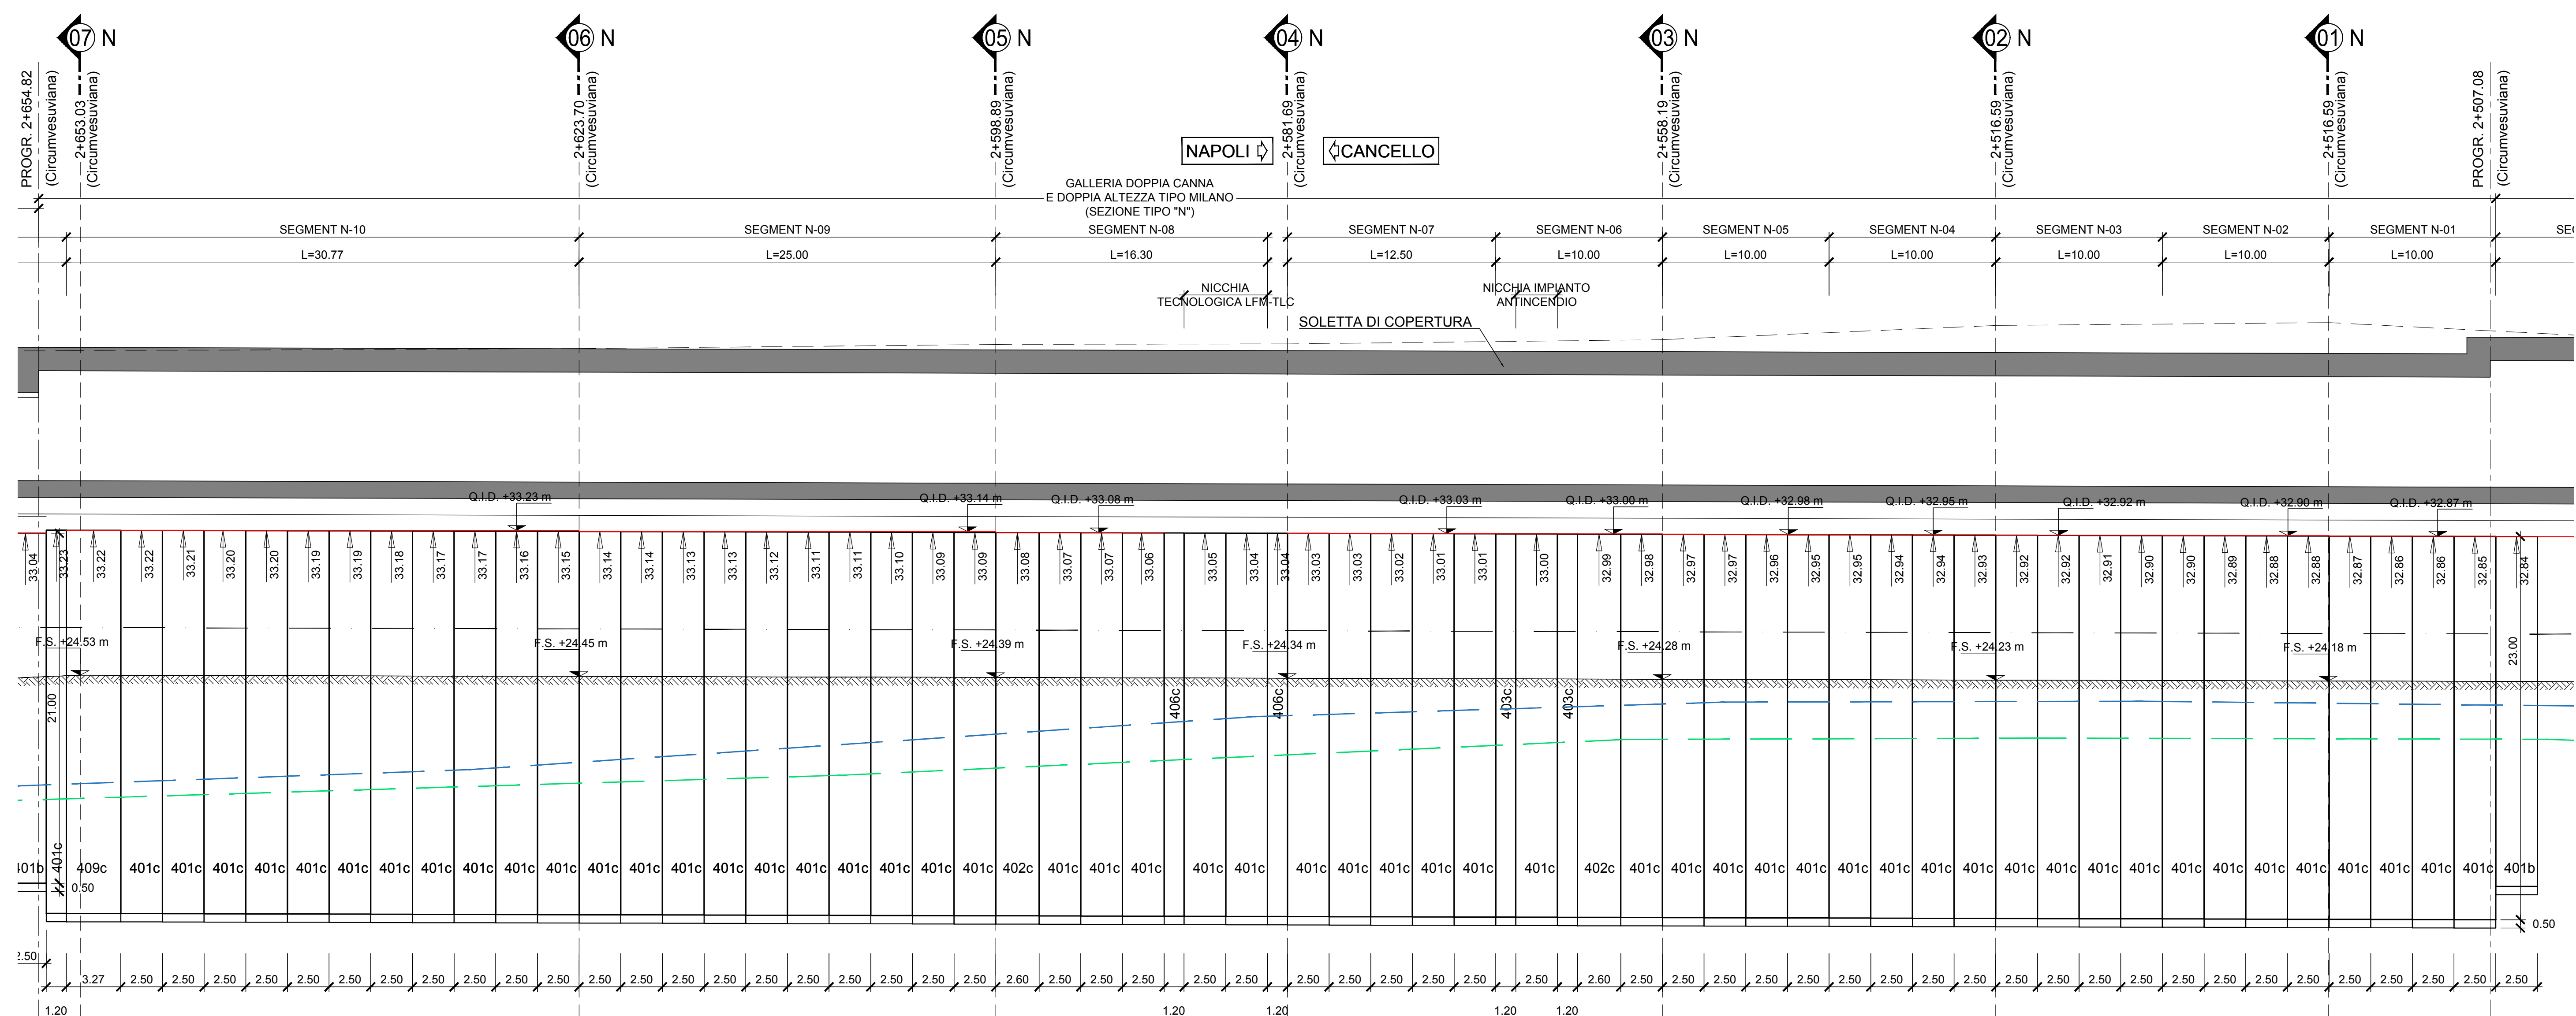 07 N
06 N
05 N
04 N
03 N
02 N
01 N
PROGR. 2+654.82
(Circumvesuviana)
2+653.03
(Circumvesuviana)
2+623.70
(Circumvesuviana)
2+598.89
(Circumvesuviana)
2+581.69
(Circumvesuviana)
2+558.19
(Circumvesuviana)
2+516.59
(Circumvesuviana)
2+516.59
(Circumvesuviana)
PROGR. 2+507.08
(Circumvesuviana)
NAPOLI
CANCELLO
GALLERIA DOPPIA CANNA
E DOPPIA ALTEZZA TIPO MILANO
(SEZIONE TIPO "N")
SEGMENT N-10 SEGMENT N-09 SEGMENT N-08 SEGMENT N-07 SEGMENT N-06 SEGMENT N-05 SEGMENT N-04 SEGMENT N-03 SEGMENT N-02 SEGMENT N-01
L=30.77 L=25.00 L=16.30 L=12.50 L=10.00 L=10.00 L=10.00 L=10.00 L=10.00 L=10.00
NICCHIA
TECNOLOGICA LFM-TLC
NICCHIA IMPIANTO
ANTINCENDIO
SOLETTA DI COPERTURA
Q.I.D. +33.23 m Q.I.D. +33.14 m Q.I.D. +33.08 m Q.I.D. +33.03 m Q.I.D. +33.00 m Q.I.D. +32.98 m Q.I.D. +32.95 m Q.I.D. +32.92 m Q.I.D. +32.90 m Q.I.D. +32.87 m
33.04 33.23 33.22 33.22 33.21 33.20 33.20 33.19 33.19 33.18 33.17 33.17 33.16 33.15 33.14 33.14 33.13 33.13 33.12 33.11 33.11 33.10 33.09 33.09 33.08 33.07 33.07 33.06 33.05 33.04 33.04 33.03 33.03 33.02 33.01 33.01 33.00 32.99 32.98 32.97 32.97 32.96 32.95 32.95 32.94 32.94 32.93 32.92 32.92 32.91 32.90 32.90 32.89 32.88 32.88 32.87 32.86 32.86 32.85 32.84
F.S. +24.53 m F.S. +24.45 m F.S. +24.39 m F.S. +24.34 m F.S. +24.28 m F.S. +24.23 m F.S. +24.18 m
21.00
406c 406c 403c 403c
23.00
401b 401c 409c 401c 401c 401c 401c 401c 401c 401c 401c 401c 401c 401c 401c 401c 401c 401c 401c 401c 401c 401c 401c 401c 402c 401c 401c 401c 401c 401c 401c 401c 401c 401c 401c 401c 402c 401c 401c 401c 401c 401c 401c 401c 401c 401c 401c 401c 401c 401c 401c 401c 401c 401c 401c 401c 401c 401b
0.50
0.50
2.50
3.27 2.50 2.50 2.50 2.50 2.50 2.50 2.50 2.50 2.50 2.50 2.50 2.50 2.50 2.50 2.50 2.50 2.50 2.50 2.50 2.50 2.50 2.60 2.50 2.50 2.50 2.50 2.50 2.50 2.50 2.50 2.50 2.50 2.50 2.60 2.50 2.50 2.50 2.50 2.50 2.50 2.50 2.50 2.50 2.50 2.50 2.50 2.50 2.50 2.50 2.50 2.50 2.50 2.50 2.50 2.50
1.20 1.20 1.20 1.20 1.20